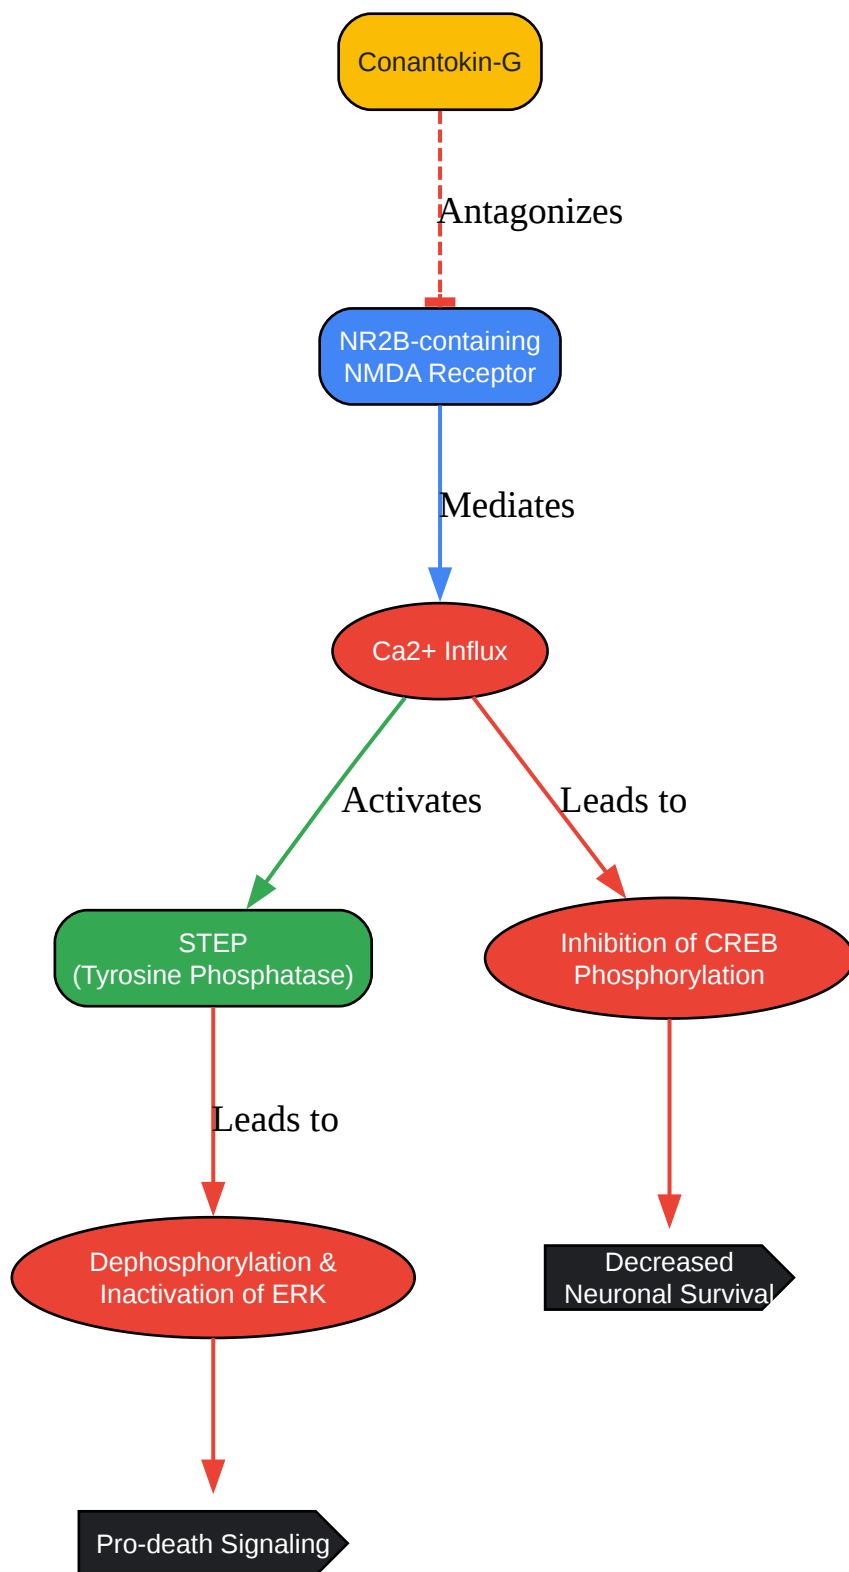 Conantokin-G
Antagonizes
NR2B-containing
NMDA Receptor
Mediates
Ca2+ Influx
Activates
Leads to
STEP
(Tyrosine Phosphatase)
Inhibition of CREB
Phosphorylation
Leads to
Dephosphorylation &
Inactivation of ERK
Decreased
Neuronal Survival
Pro-death Signaling